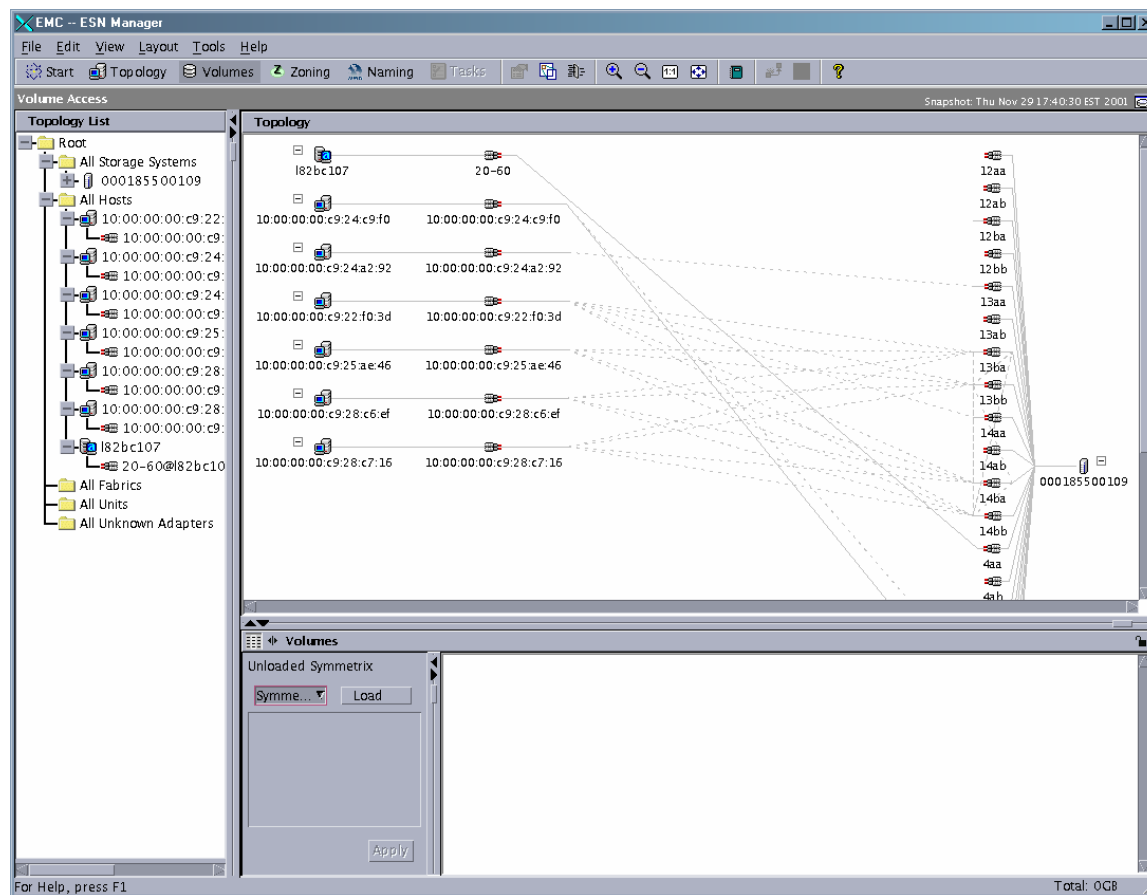 EMC -- ESN Manager
File Edit View Layout Tools Help
Start Topology Volumes Zoning Naming Tasks
Volume Access
Snapshot: Thu Nov 29 17:40:30 EST 2001
Topology List
Root
All Storage Systems
000185500109
All Hosts
10:00:00:00:c9:22:
10:00:00:00:c9:
10:00:00:00:c9:24:
10:00:00:00:c9:
10:00:00:00:c9:24:
10:00:00:00:c9:
10:00:00:00:c9:25:
10:00:00:00:c9:
10:00:00:00:c9:28:
10:00:00:00:c9:
10:00:00:00:c9:28:
10:00:00:00:c9:
l82bc107
20-60@l82bc10
All Fabrics
All Units
All Unknown Adapters
Topology
l82bc107 20-60
10:00:00:00:c9:24:c9:f0 10:00:00:00:c9:24:c9:f0
10:00:00:00:c9:24:a2:92 10:00:00:00:c9:24:a2:92
10:00:00:00:c9:22:f0:3d 10:00:00:00:c9:22:f0:3d
10:00:00:00:c9:25:ae:46 10:00:00:00:c9:25:ae:46
10:00:00:00:c9:28:c6:ef 10:00:00:00:c9:28:c6:ef
10:00:00:00:c9:28:c7:16 10:00:00:00:c9:28:c7:16
12aa
12ab
12ba
12bb
13aa
13ab
13ba
13bb
14aa
14ab
14ba
14bb
4aa
4ab
000185500109
Volumes
Unloaded Symmetrix
Symme... Load
Apply
For Help, press F1
Total: 0GB